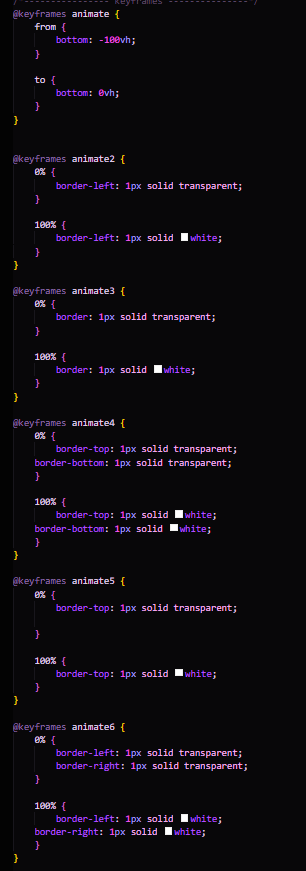 /*---------------- keyframes ---------------*/
@keyframes animate {
from {
bottom: -100vh;
}
to {
bottom: 0vh;
}
}
@keyframes animate2 {
0% {
border-left: 1px solid transparent;
}
100% {
border-left: 1px solid white;
}
}
@keyframes animate3 {
0% {
border: 1px solid transparent;
}
100% {
border: 1px solid white;
}
}
@keyframes animate4 {
0% {
border-top: 1px solid transparent;
border-bottom: 1px solid transparent;
}
100% {
border-top: 1px solid white;
border-bottom: 1px solid white;
}
}
@keyframes animate5 {
0% {
border-top: 1px solid transparent;
}
100% {
border-top: 1px solid white;
}
}
@keyframes animate6 {
0% {
border-left: 1px solid transparent;
border-right: 1px solid transparent;
}
100% {
border-left: 1px solid white;
border-right: 1px solid white;
}
}